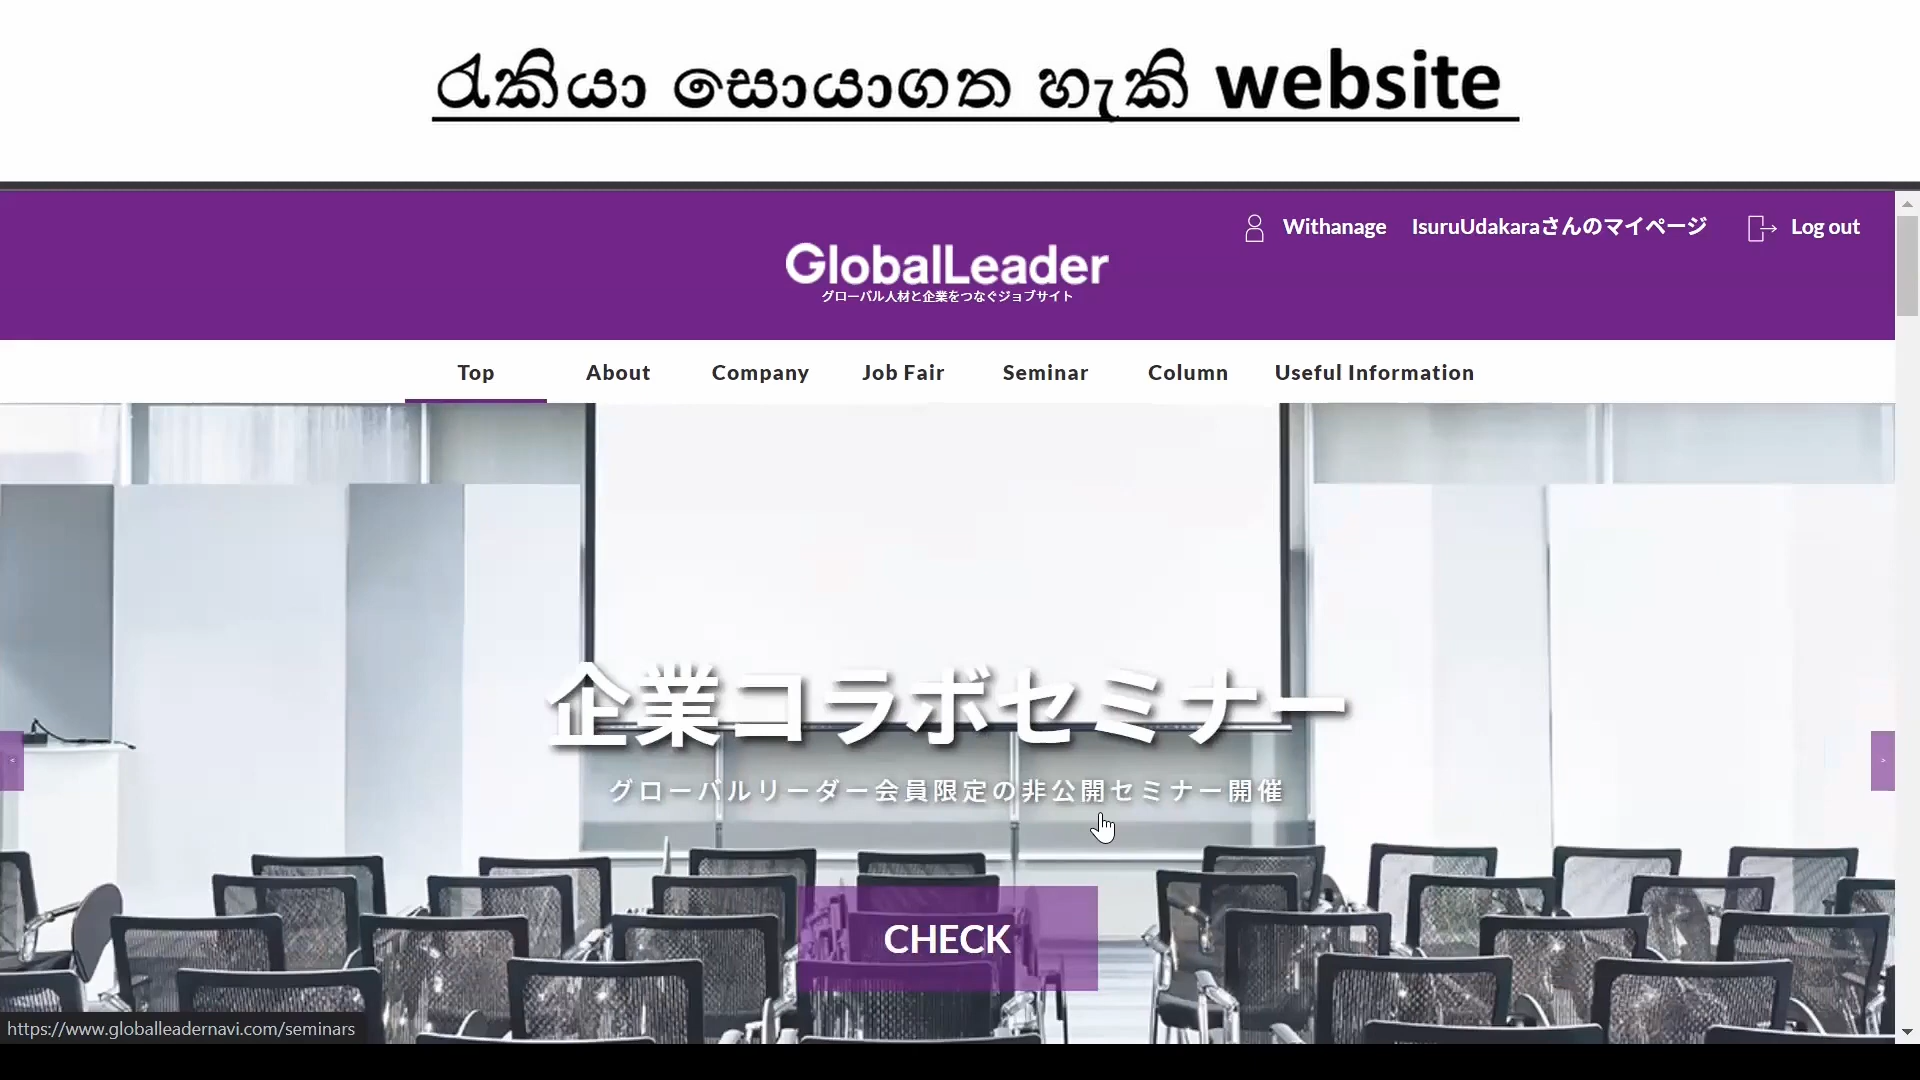 රැකියා සොයාගත හැකි website
Withanage IsuruUdakaraさんのマイページ Log out
GlobalLeader
グローバル人材と企業をつなぐジョブサイト
Top About Company Job Fair Seminar Column Useful Information
企業コラボセミナー
グローバルリーダー会員限定の非公開セミナー開催
< >
CHECK
https://www.globalleadernavi.com/seminars